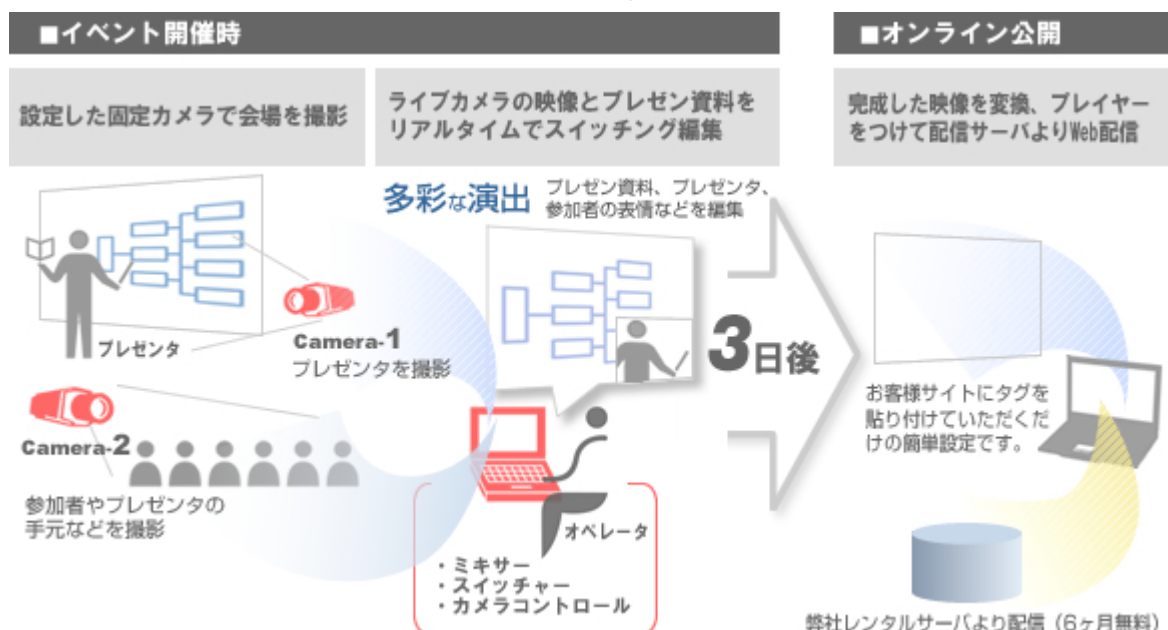 ■イベント開催時
設定した固定カメラで会場を撮影
ライブカメラの映像とプレゼン資料を
リアルタイムでスイッチング編集
多彩な演出
プレゼン資料、プレゼンタ、
参加者の表情などを編集
プレゼンタ
Camera-1
プレゼンタを撮影
Camera-2
参加者やプレゼンタの
手元などを撮影
オペレータ
・ミキサー
・スイッチャー
・カメラコントロール
3日後
■オンライン公開
完成した映像を変換、プレイヤー
をつけて配信サーバよりWeb配信
お客様サイトにタグを
貼り付けていただくだ
けの簡単設定です。
弊社レンタルサーバより配信（6ヶ月無料）